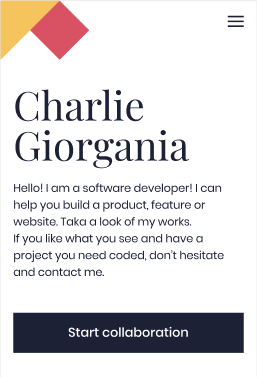 Charlie
Giorgania
Hello! I am a software developer! I can
help you build a product, feature or
website. Taka a look of my works.
If you like what you see and have a
project you need coded, don't hesitate
and contact me.
Start collaboration